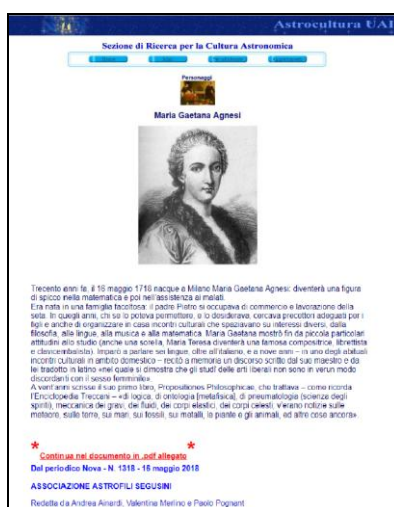 Astrocultura UAI
Sezione di Ricerca per la Cultura Astronomica
Personaggi
Maria Gaetana Agnesi
Trecento anni fa, il 16 maggio 1718 nacque a Milano Maria Gaetana Agnesi: diventerà una figura
di spicco nella matematica e poi nell'assistenza ai malati.
Era nata in una famiglia facoltosa: il padre Pietro si occupava di commercio e lavorazione della
seta. In quegli anni, chi se lo poteva permettere, e lo desiderava, cercava precettori adeguati per i
figli e anche di organizzare in casa incontri culturali che spaziavano su interessi diversi, dalla
filosofia, alle lingue, alla musica e alla matematica. Maria Gaetana mostrò fin da piccola particolari
attitudini allo studio (anche una sorella, Maria Teresa diventerà una famosa compositrice, librettista
e clavicembalista). Imparò a parlare sei lingue, oltre all'italiano, e a nove anni – in uno degli abituali
incontri culturali in ambito domestico – recitò a memoria un discorso scritto dal suo maestro e da
lei tradotto in latino «nel quale si dimostra che gli studî delle arti liberali non sono in verun modo
discordanti con il sesso femminile».
A vent'anni scrisse il suo primo libro, Propositiones Philosophicae, che trattava – come ricorda
l'Enciclopedia Treccani – «di logica, di ontologia [metafisica], di pneumatologia (scienza degli
spiriti), meccanica dei gravi, dei fluidi, dei corpi elastici, dei corpi celesti, v'erano notizie sulle
meteore, sulle terre, sui mari, sui fossili, sui metalli, le piante e gli animali, ed altre cose ancora».
* *
Continua nel documento in .pdf allegato
Dal periodico Nova - N. 1318 - 16 maggio 2018
ASSOCIAZIONE ASTROFILI SEGUSINI
Redatta da Andrea Ainardi, Valentina Merlino e Paolo Pognant